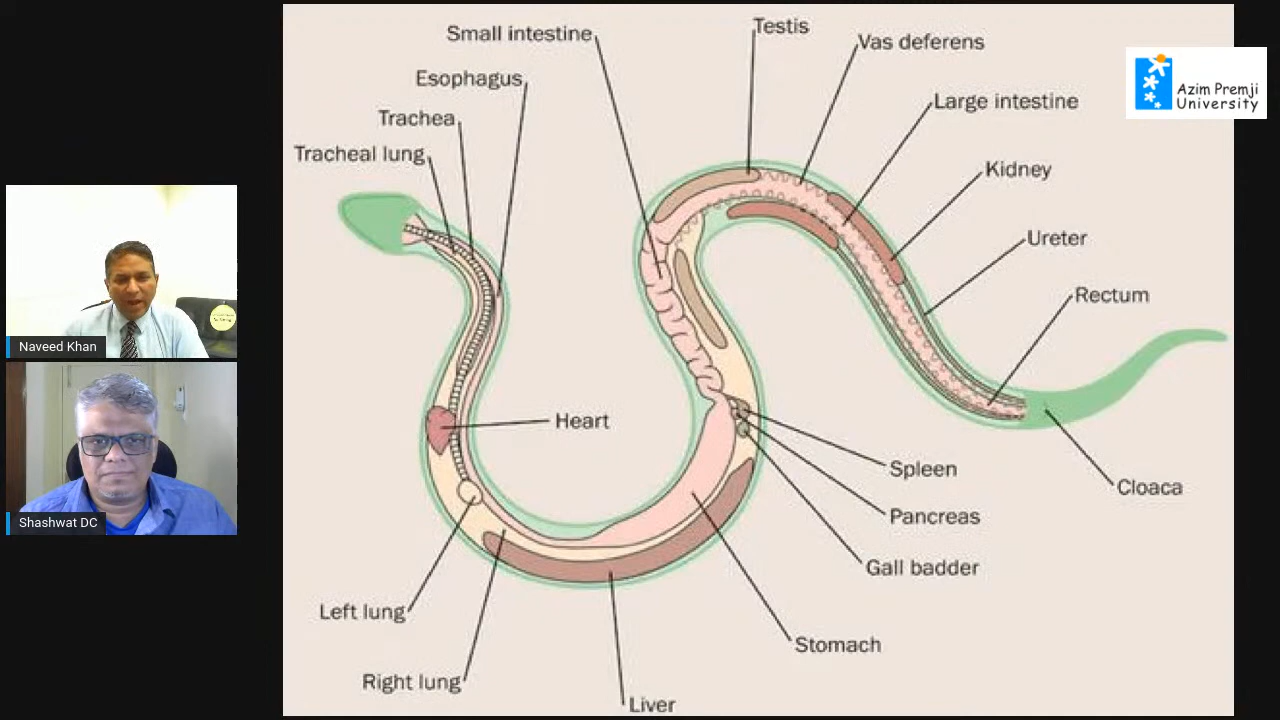 Small intestine
Testis
Vas deferens
Esophagus
Large intestine
Trachea
Tracheal lung
Kidney
Ureter
Rectum
Heart
Spleen
Cloaca
Pancreas
Gall badder
Left lung
Stomach
Right lung
Liver
Azim Premji
University
Naveed Khan
Shashwat DC